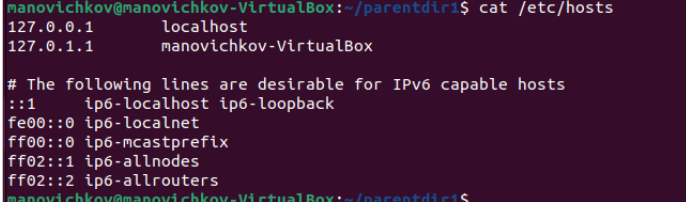 manovichkov@manovichkov-VirtualBox:~/parentdir1$ cat /etc/hosts
127.0.0.1       localhost
127.0.1.1       manovichkov-VirtualBox

# The following lines are desirable for IPv6 capable hosts
::1     ip6-localhost ip6-loopback
fe00::0 ip6-localnet
ff00::0 ip6-mcastprefix
ff02::1 ip6-allnodes
ff02::2 ip6-allrouters
manovichkov@manovichkov-VirtualBox:~/parentdir1$